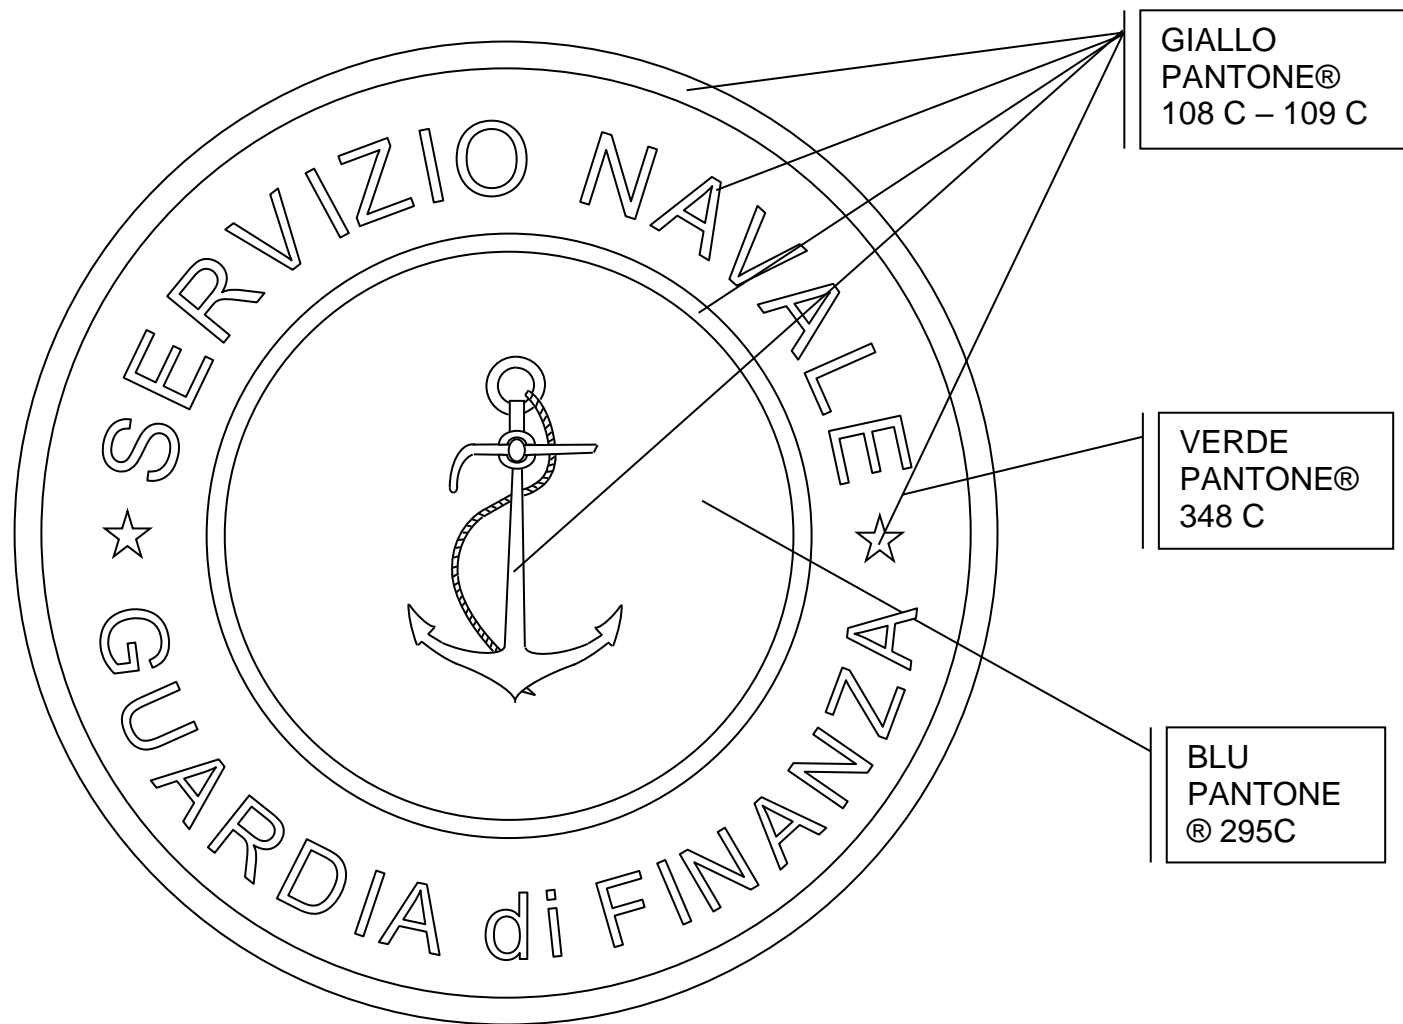 SERVIZIO NAVALE
GUARDIA di FINANZA
GIALLO
PANTONE®
108 C – 109 C
VERDE
PANTONE®
348 C
BLU
PANTONE
® 295C